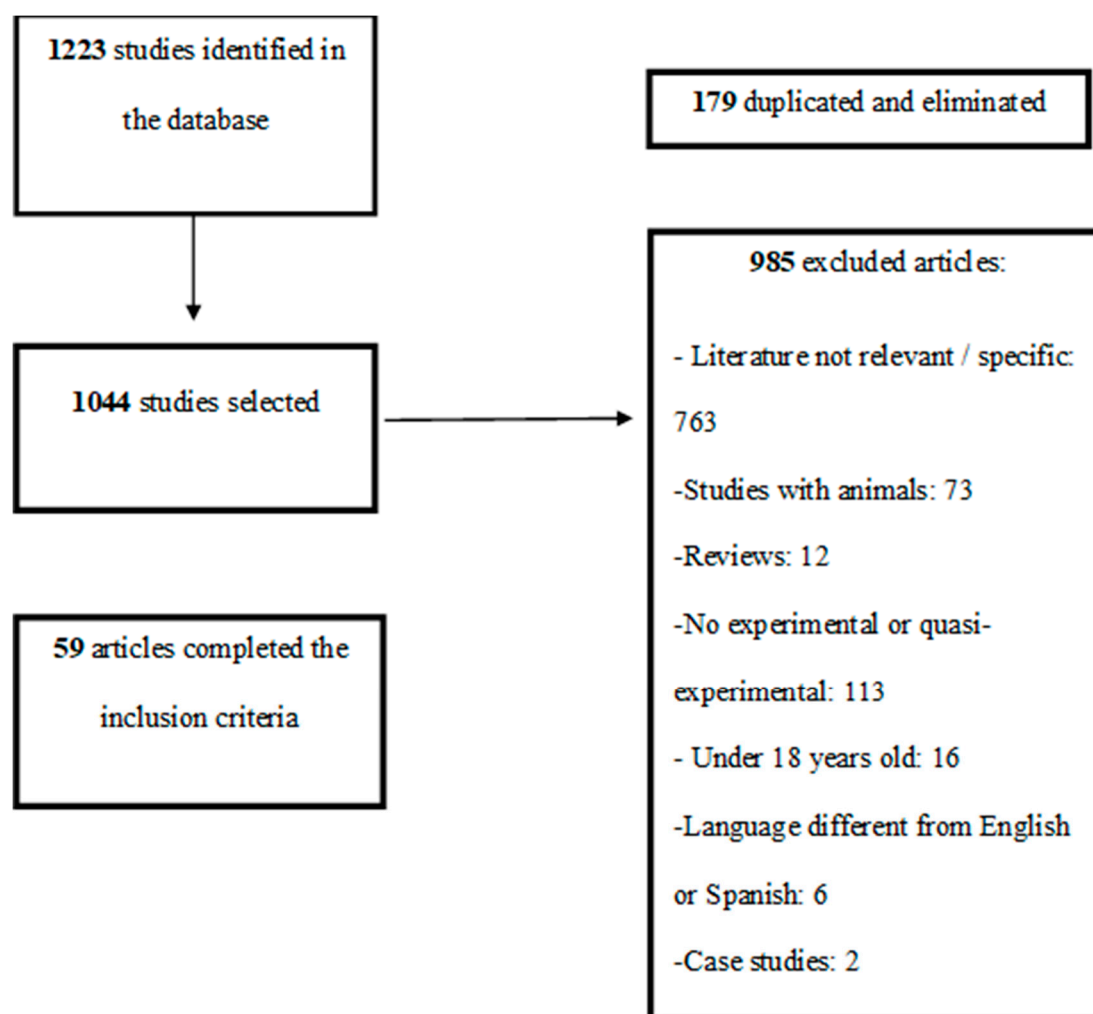 1223 studies identified in
the database
179 duplicated and eliminated
1044 studies selected
985 excluded articles:
- Literature not relevant / specific:
763
-Studies with animals: 73
-Reviews: 12
-No experimental or quasi-
experimental: 113
- Under 18 years old: 16
-Language different from English
or Spanish: 6
-Case studies: 2
59 articles completed the
inclusion criteria